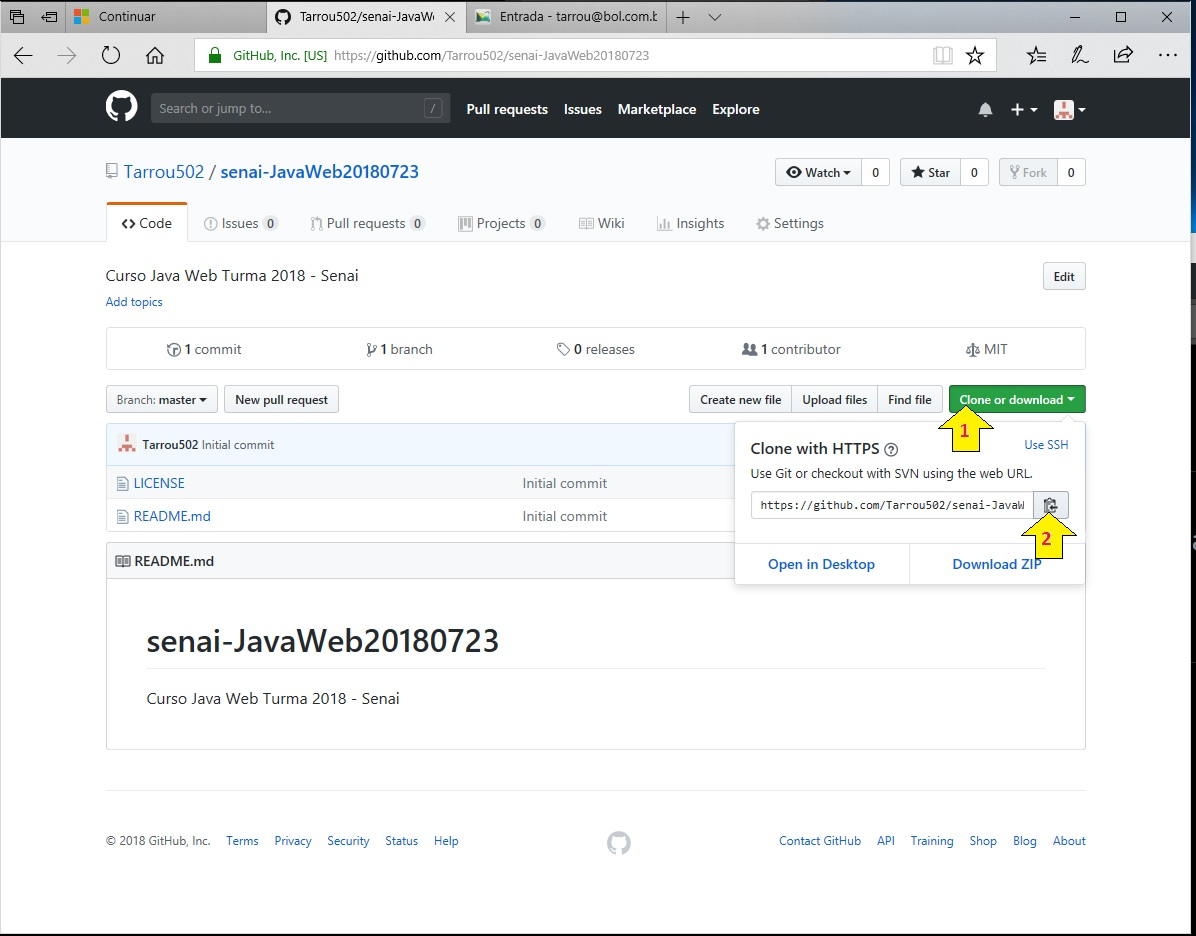 Continuar
Tarrou502/senai-JavaW
Entrada - tarrou@bol.com.b
GitHub, Inc. [US] https://github.com/Tarrou502/senai-JavaWeb20180723
Search or jump to... /
Pull requests Issues Marketplace Explore
Tarrou502 / senai-JavaWeb20180723
Watch 0 Star 0 Fork 0
Code Issues 0 Pull requests 0 Projects 0 Wiki Insights Settings
Curso Java Web Turma 2018 - Senai
Edit
Add topics
1 commit 1 branch 0 releases 1 contributor MIT
Branch: master New pull request Create new file Upload files Find file Clone or download
1
Tarrou502 Initial commit
Clone with HTTPS Use SSH
Use Git or checkout with SVN using the web URL.
LICENSE Initial commit
https://github.com/Tarrou502/senai-JavaW
README.md Initial commit
2
Open in Desktop Download ZIP
README.md
senai-JavaWeb20180723
Curso Java Web Turma 2018 - Senai
© 2018 GitHub, Inc. Terms Privacy Security Status Help Contact GitHub API Training Shop Blog About